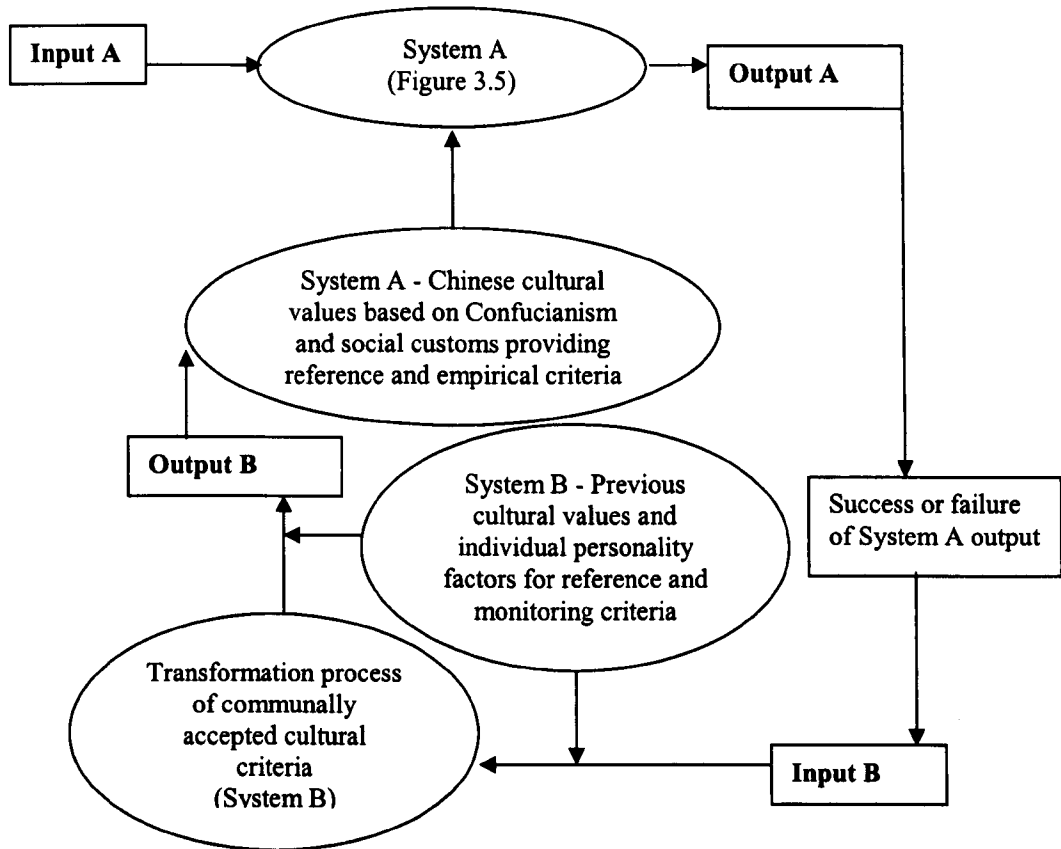 Input A
System A
(Figure 3.5)
Output A
System A - Chinese cultural
values based on Confucianism
and social customs providing
reference and empirical criteria
Output B
System B - Previous
cultural values and
individual personality
factors for reference and
monitoring criteria
Success or failure
of System A output
Transformation process
of communally
accepted cultural
criteria
(System B)
Input B